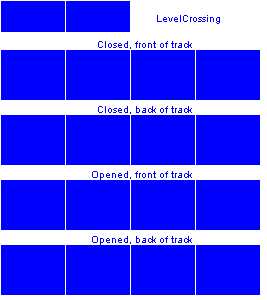 LevelCrossing
Closed, front of track
Closed, back of track
Opened, front of track
Opened, back of track